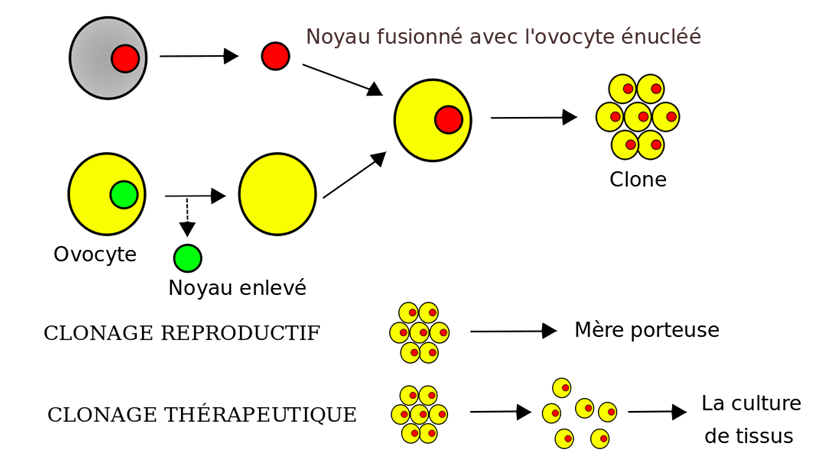 Noyau fusionné avec l'ovocyte énucléé
Clone
Ovocyte
Noyau enlevé
CLONAGE REPRODUCTIF
Mère porteuse
CLONAGE THÉRAPEUTIQUE
La culture
de tissus